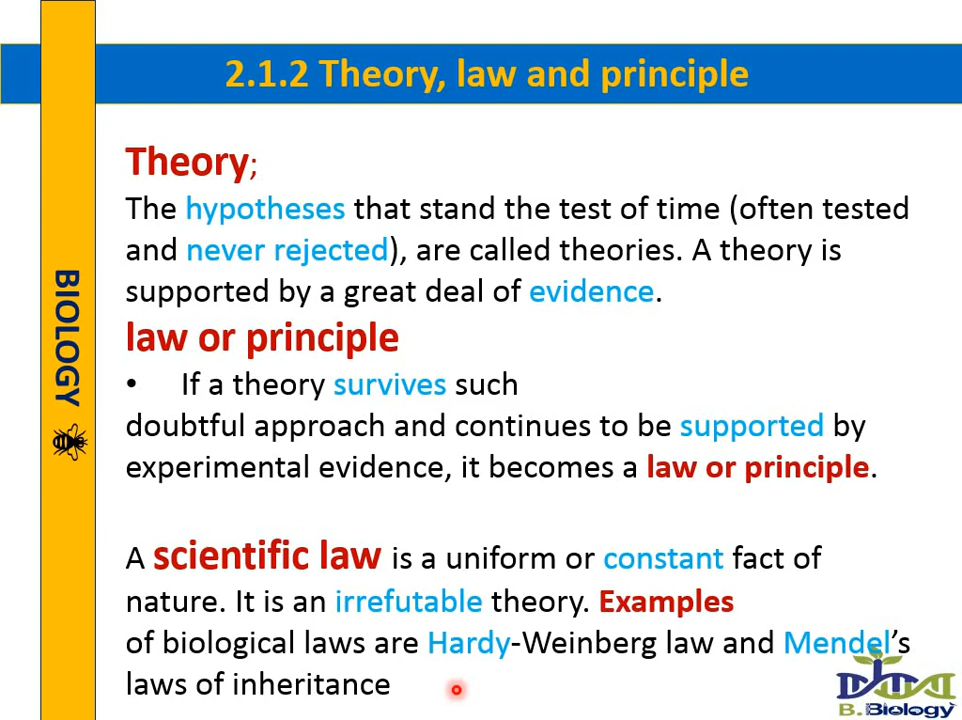 2.1.2 Theory, law and principle
BIOLOGY
Theory;
The hypotheses that stand the test of time (often tested
and never rejected), are called theories. A theory is
supported by a great deal of evidence.
law or principle
• If a theory survives such
doubtful approach and continues to be supported by
experimental evidence, it becomes a law or principle.
A scientific law is a uniform or constant fact of
nature. It is an irrefutable theory. Examples
of biological laws are Hardy-Weinberg law and Mendel's
laws of inheritance
B. Biology